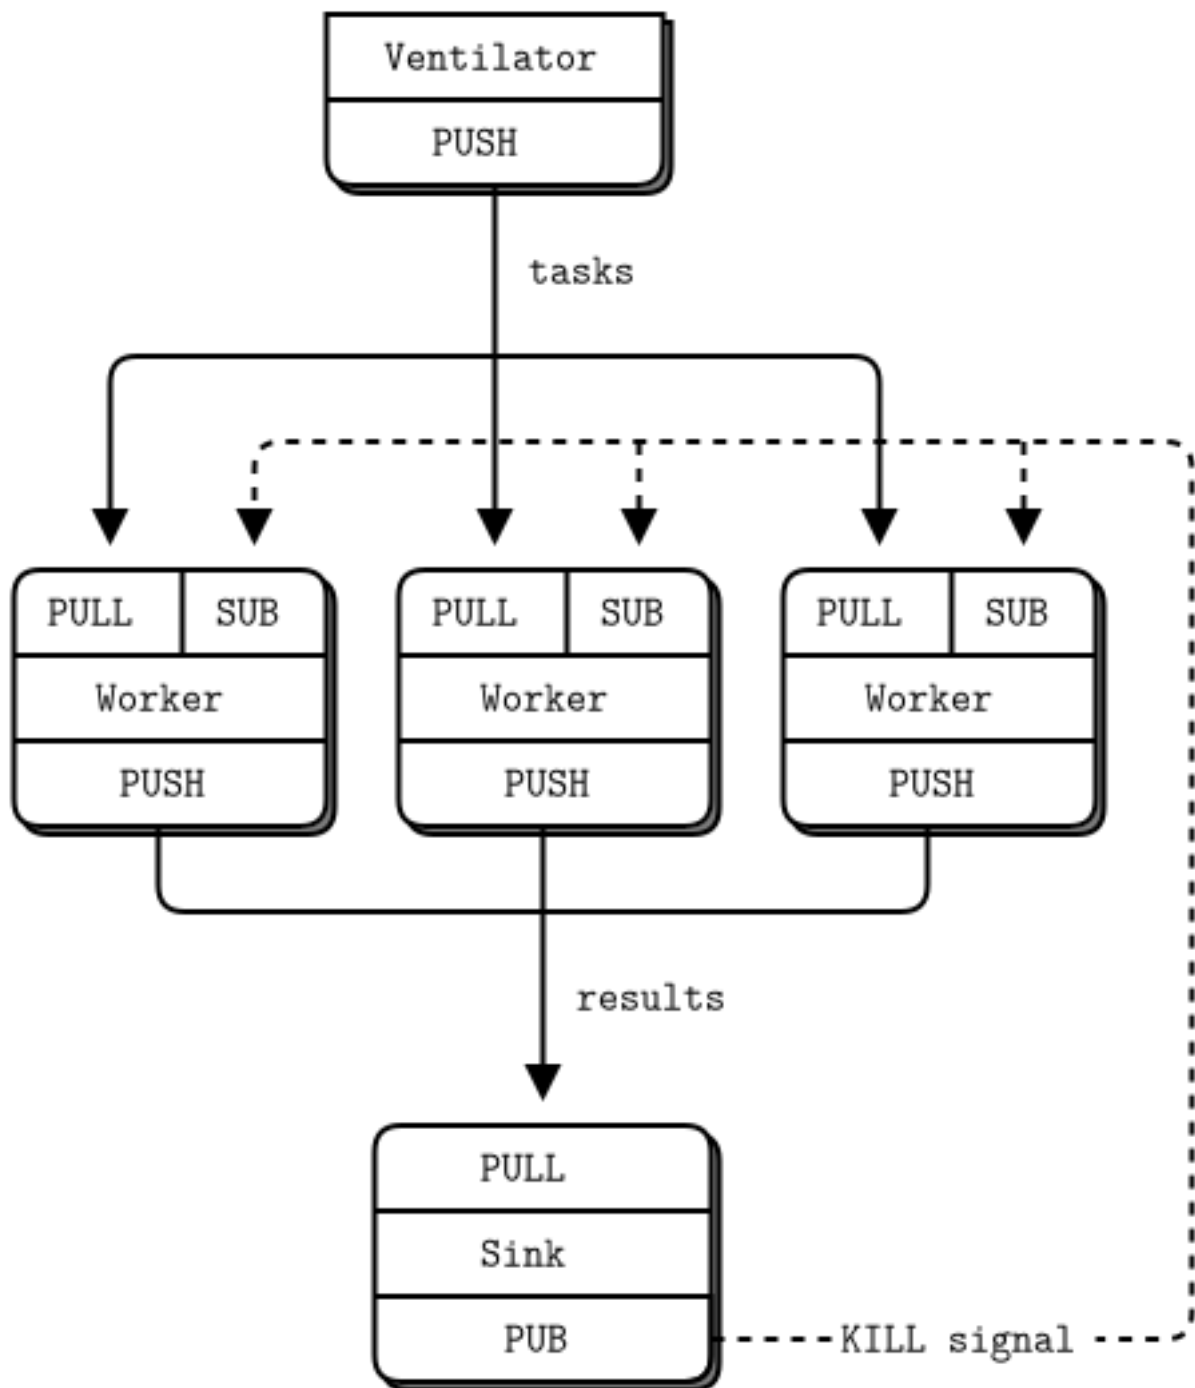 Ventilator
PUSH
tasks
PULL SUB PULL SUB PULL SUB
Worker Worker Worker
PUSH PUSH PUSH
results
PULL
Sink
PUB KILL signal